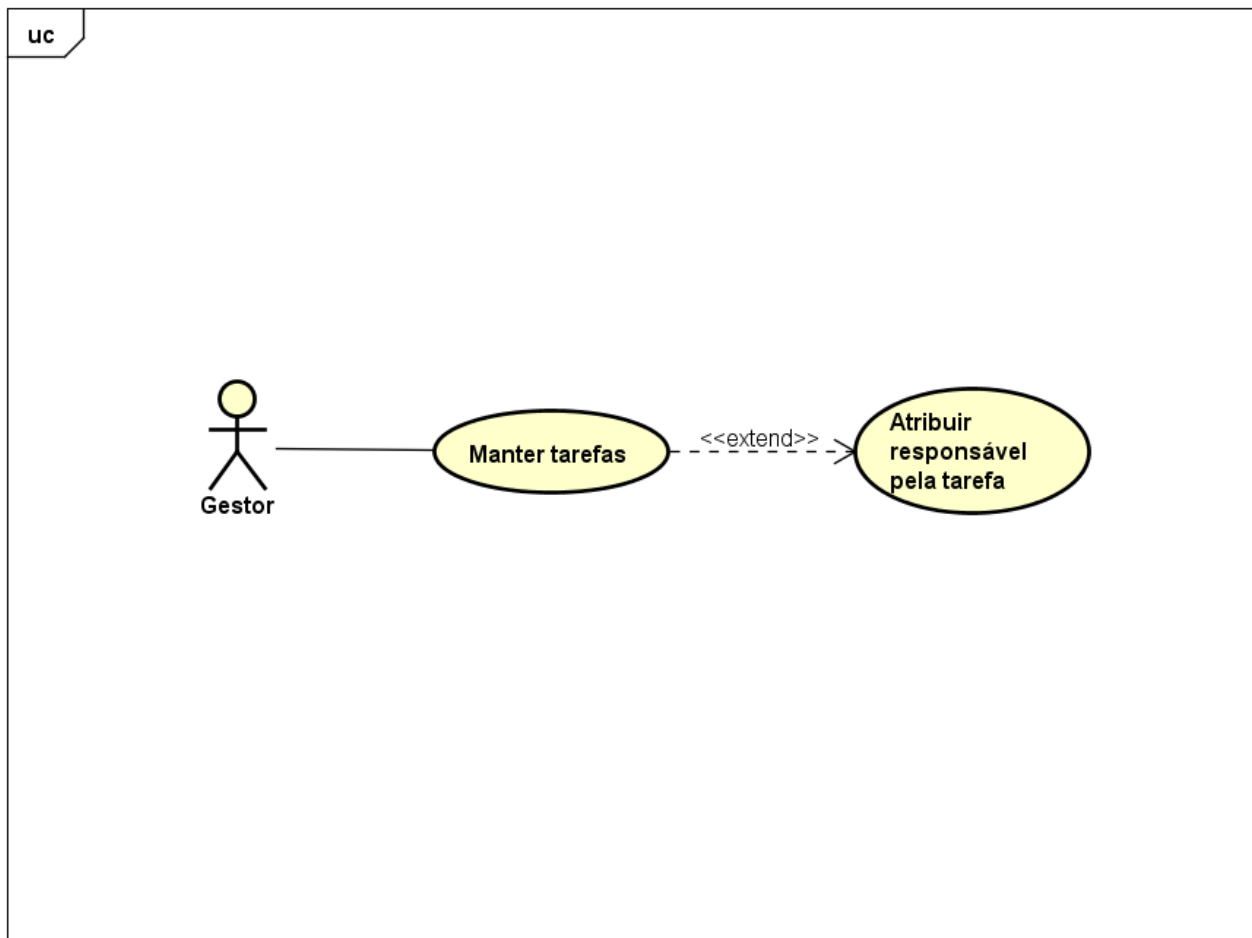 uc
Gestor
Manter tarefas
<<extend>>
Atribuir
responsável
pela tarefa